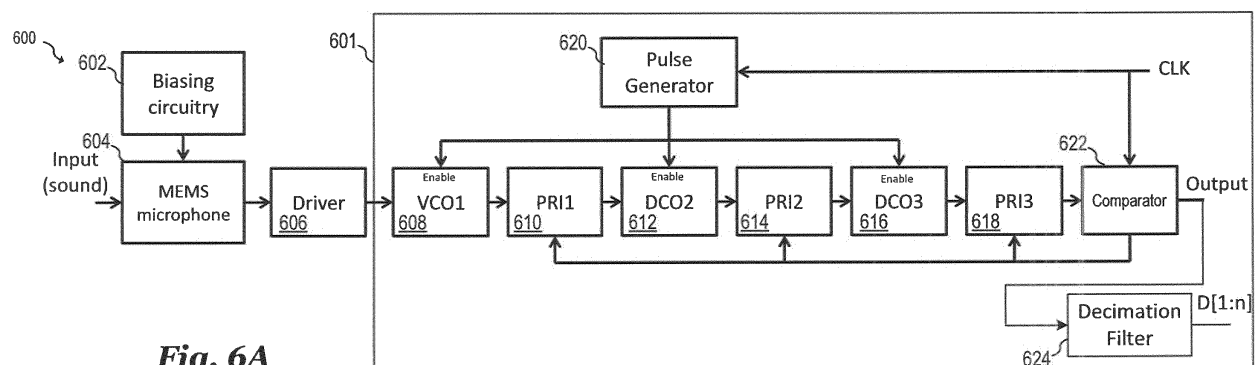 600
602
Biasing
circuitry
604
Input
(sound)
MEMS
microphone
Driver
606
601
620
Pulse
Generator
CLK
Enable
VCO1
608
PRI1
610
Enable
DCO2
612
PRI2
614
Enable
DCO3
616
PRI3
618
622
Comparator
Output
Decimation
Filter
624
D[1:n]
Fig. 6A